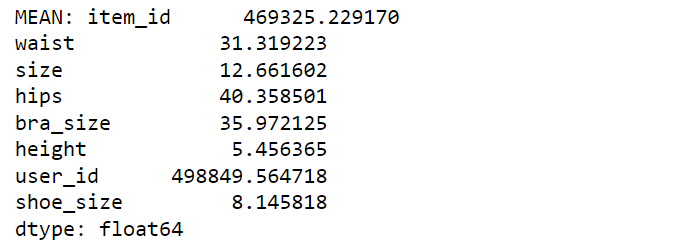 MEAN: item_id      469325.229170
waist            31.319223
size             12.661602
hips             40.358501
bra_size         35.972125
height            5.456365
user_id      498849.564718
shoe_size         8.145818
dtype: float64